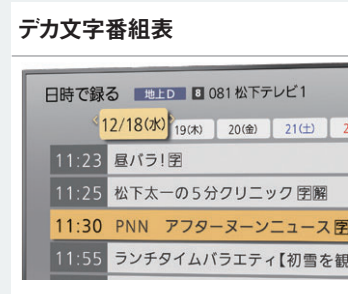 デカ文字番組表
日時で録る 地上D 8 081 松下テレビ1
12/18(水) 19(木) 20(金) 21(土) 2
11:23 昼バラ!字
11:25 松下太一の5分クリニック字解
11:30 PNN アフターヌーンニュース字
11:55 ランチタイムバラエティ【初雪を観